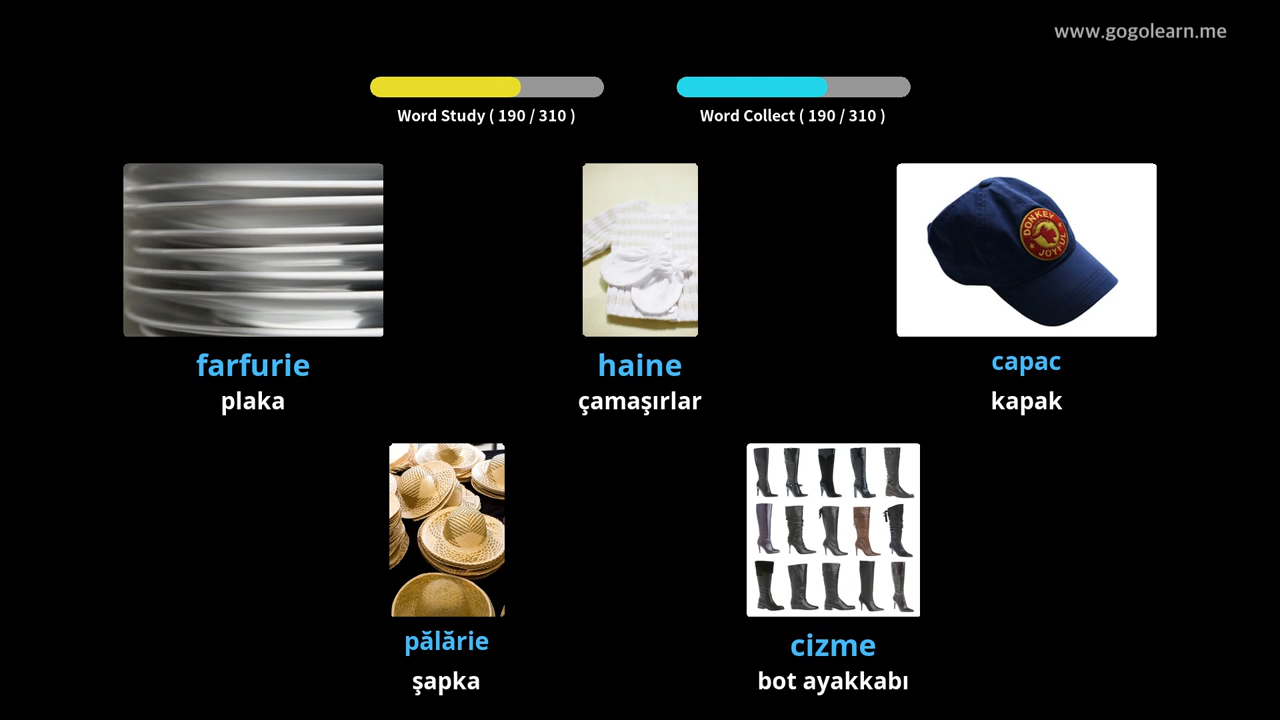 www.gogolearn.me
Word Study ( 190 / 310 )
Word Collect ( 190 / 310 )
DONKEY
JOYFUL
farfurie
haine
capac
plaka
çamaşırlar
kapak
pălărie
cizme
şapka
bot ayakkabı